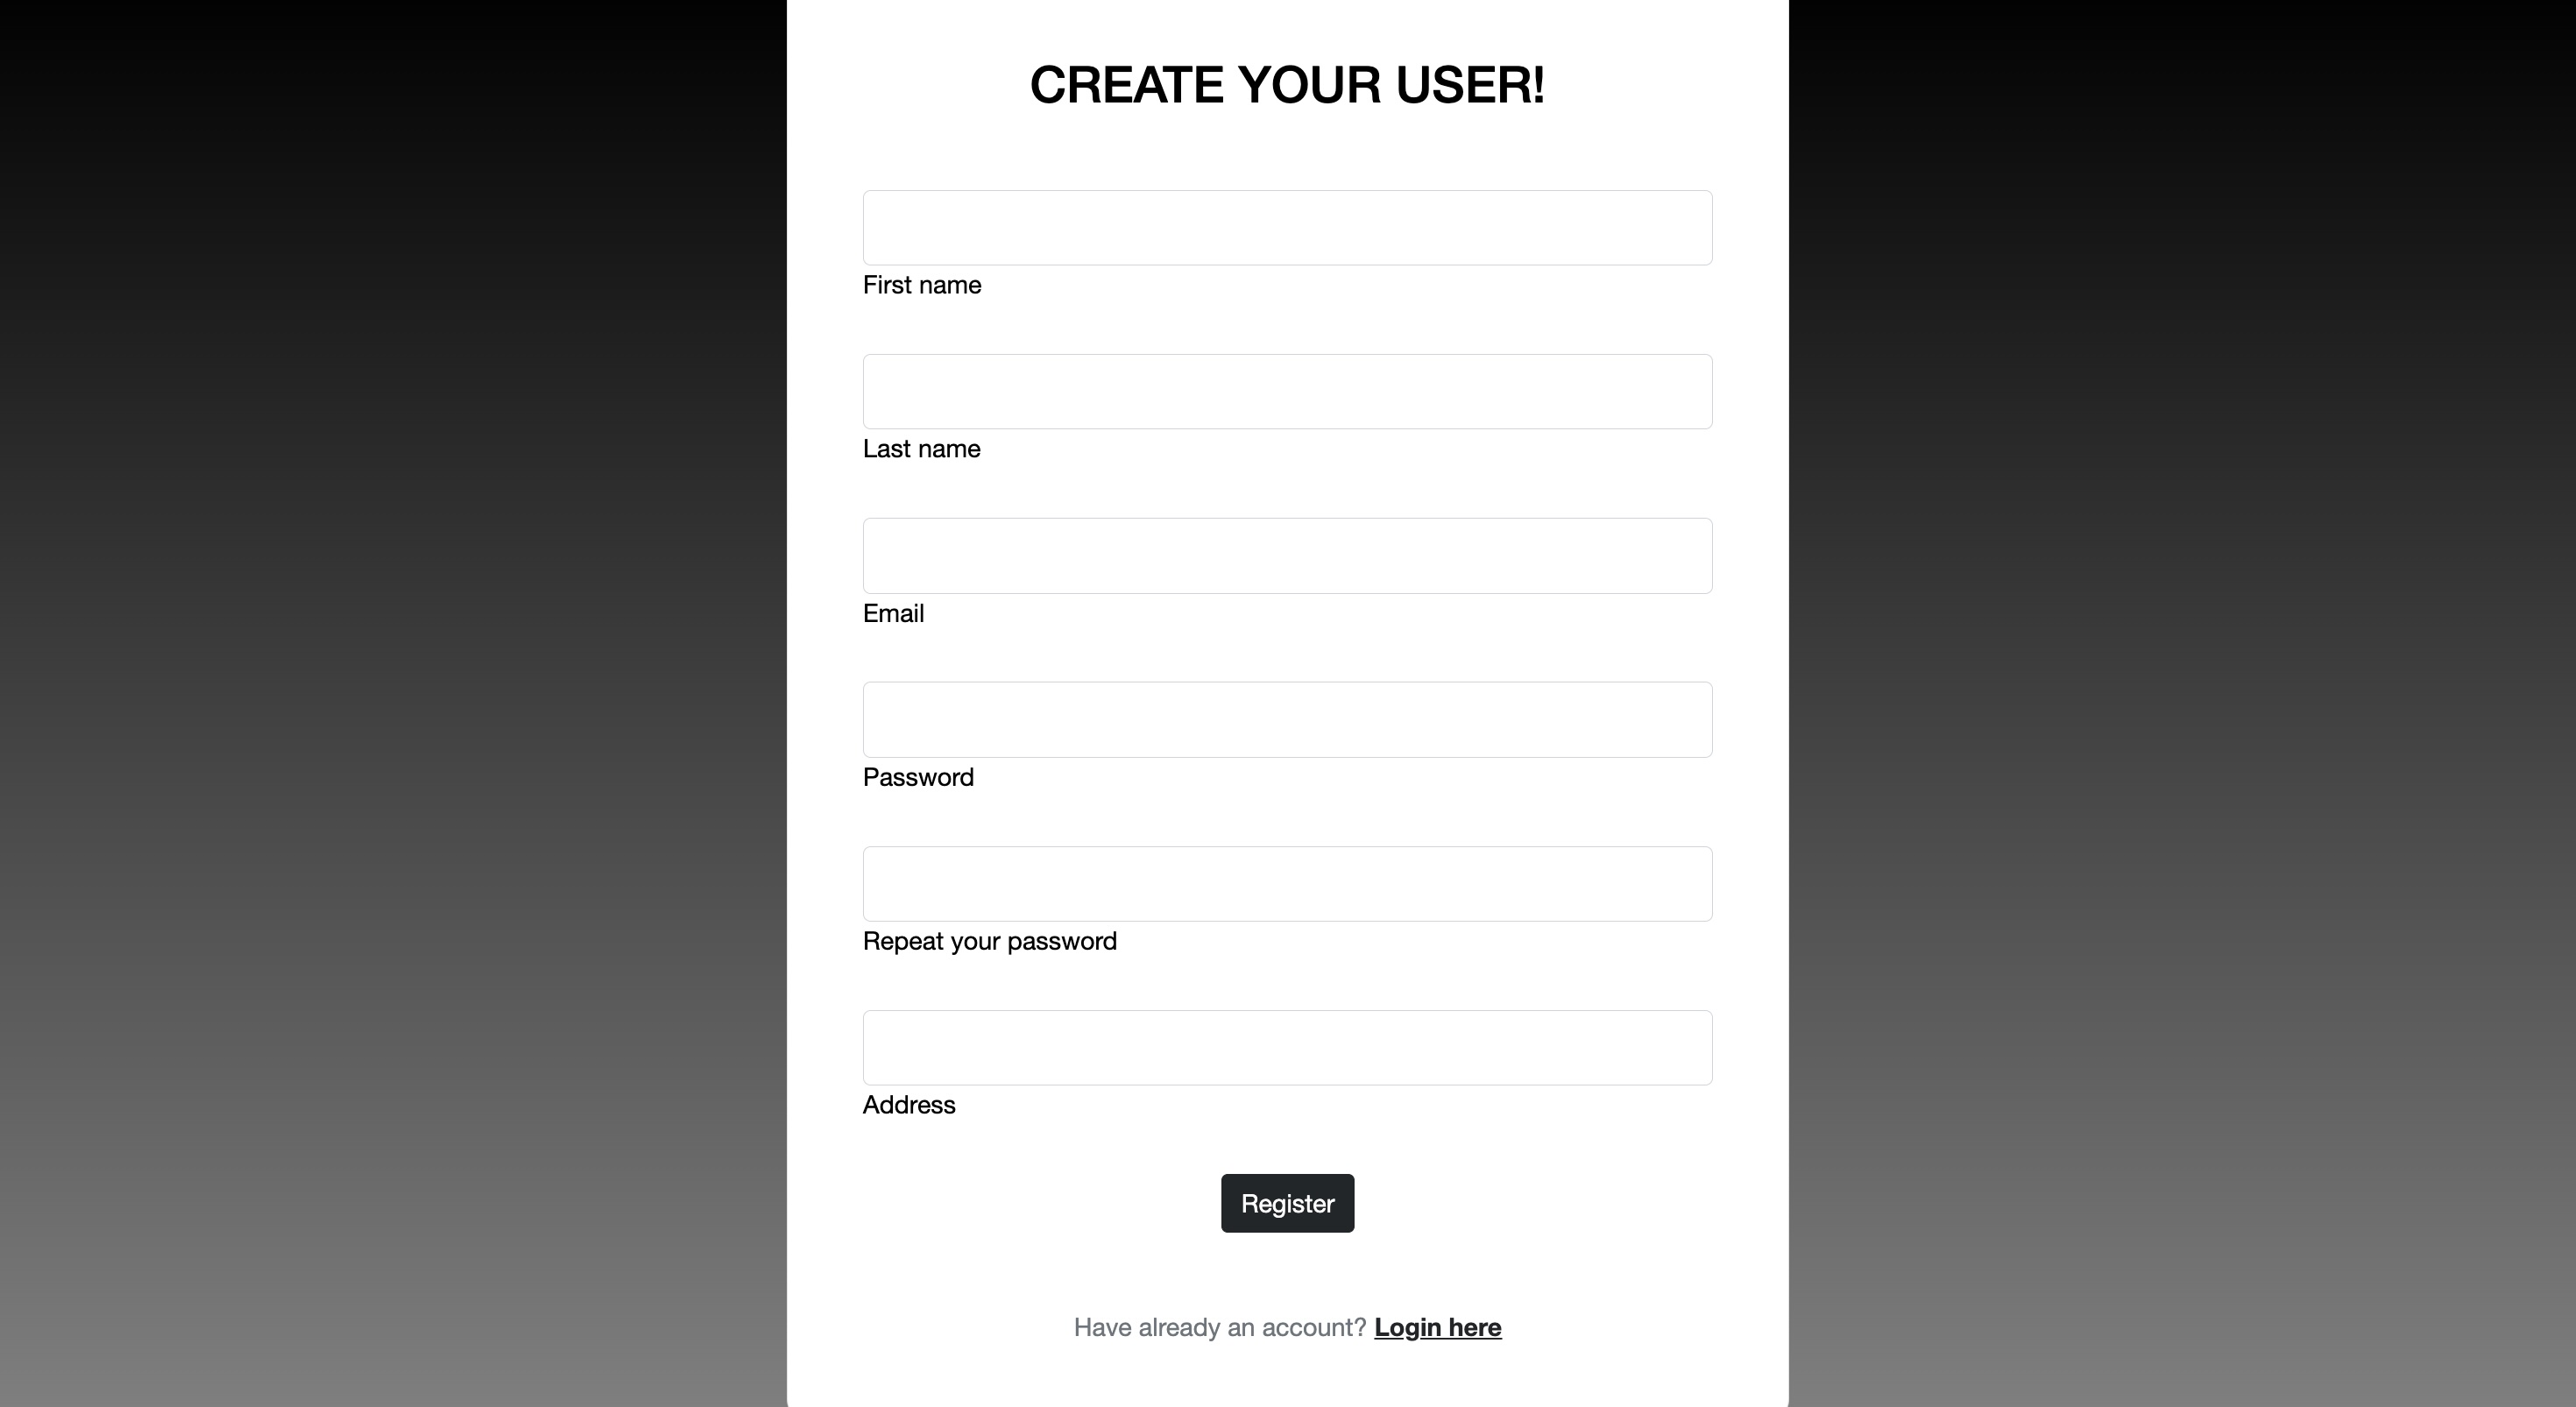 CREATE YOUR USER!
First name
Last name
Email
Password
Repeat your password
Address
Register
Have already an account? Login here